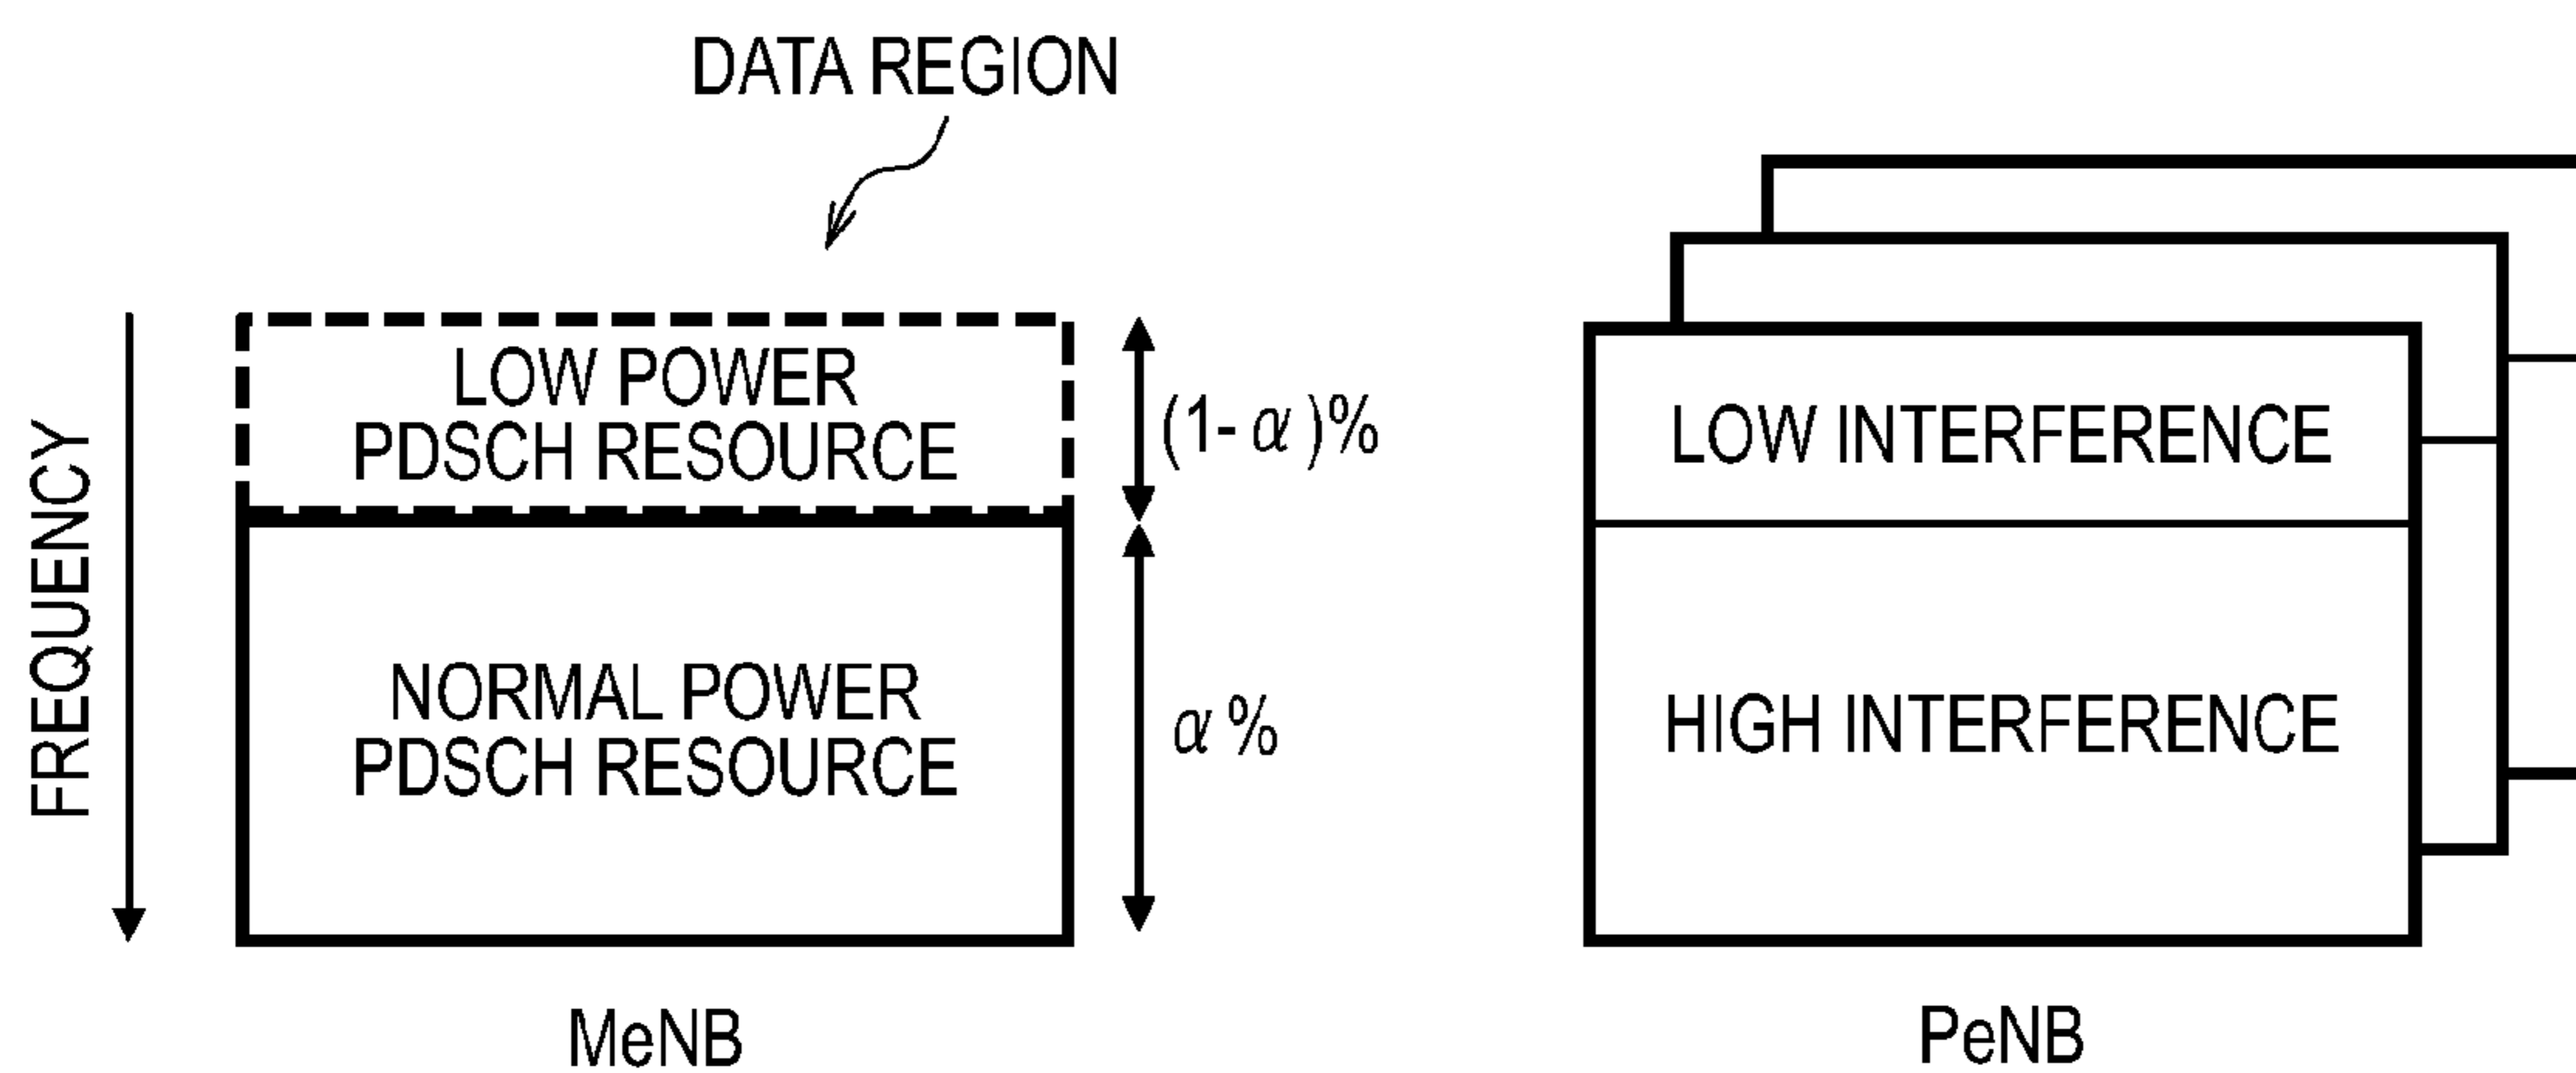 DATA REGION
FREQUENCY
LOW POWER
PDSCH RESOURCE
(1-α)%
NORMAL POWER
PDSCH RESOURCE
α%
MeNB
LOW INTERFERENCE
HIGH INTERFERENCE
PeNB